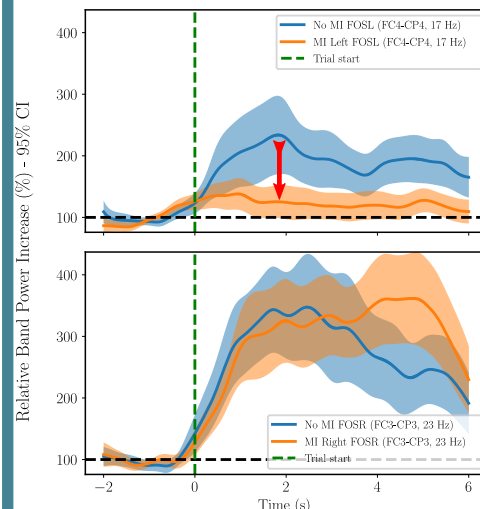 Relative Band Power Increase (%) - 95% CI
400
300
200
100
No MI FOSL (FC4-CP4, 17 Hz)
MI Left FOSL (FC4-CP4, 17 Hz)
Trial start
400
300
200
100
No MI FOSR (FC3-CP3, 23 Hz)
MI Right FOSR (FC3-CP3, 23 Hz)
Trial start
−2 0 2 4 6
Time (s)